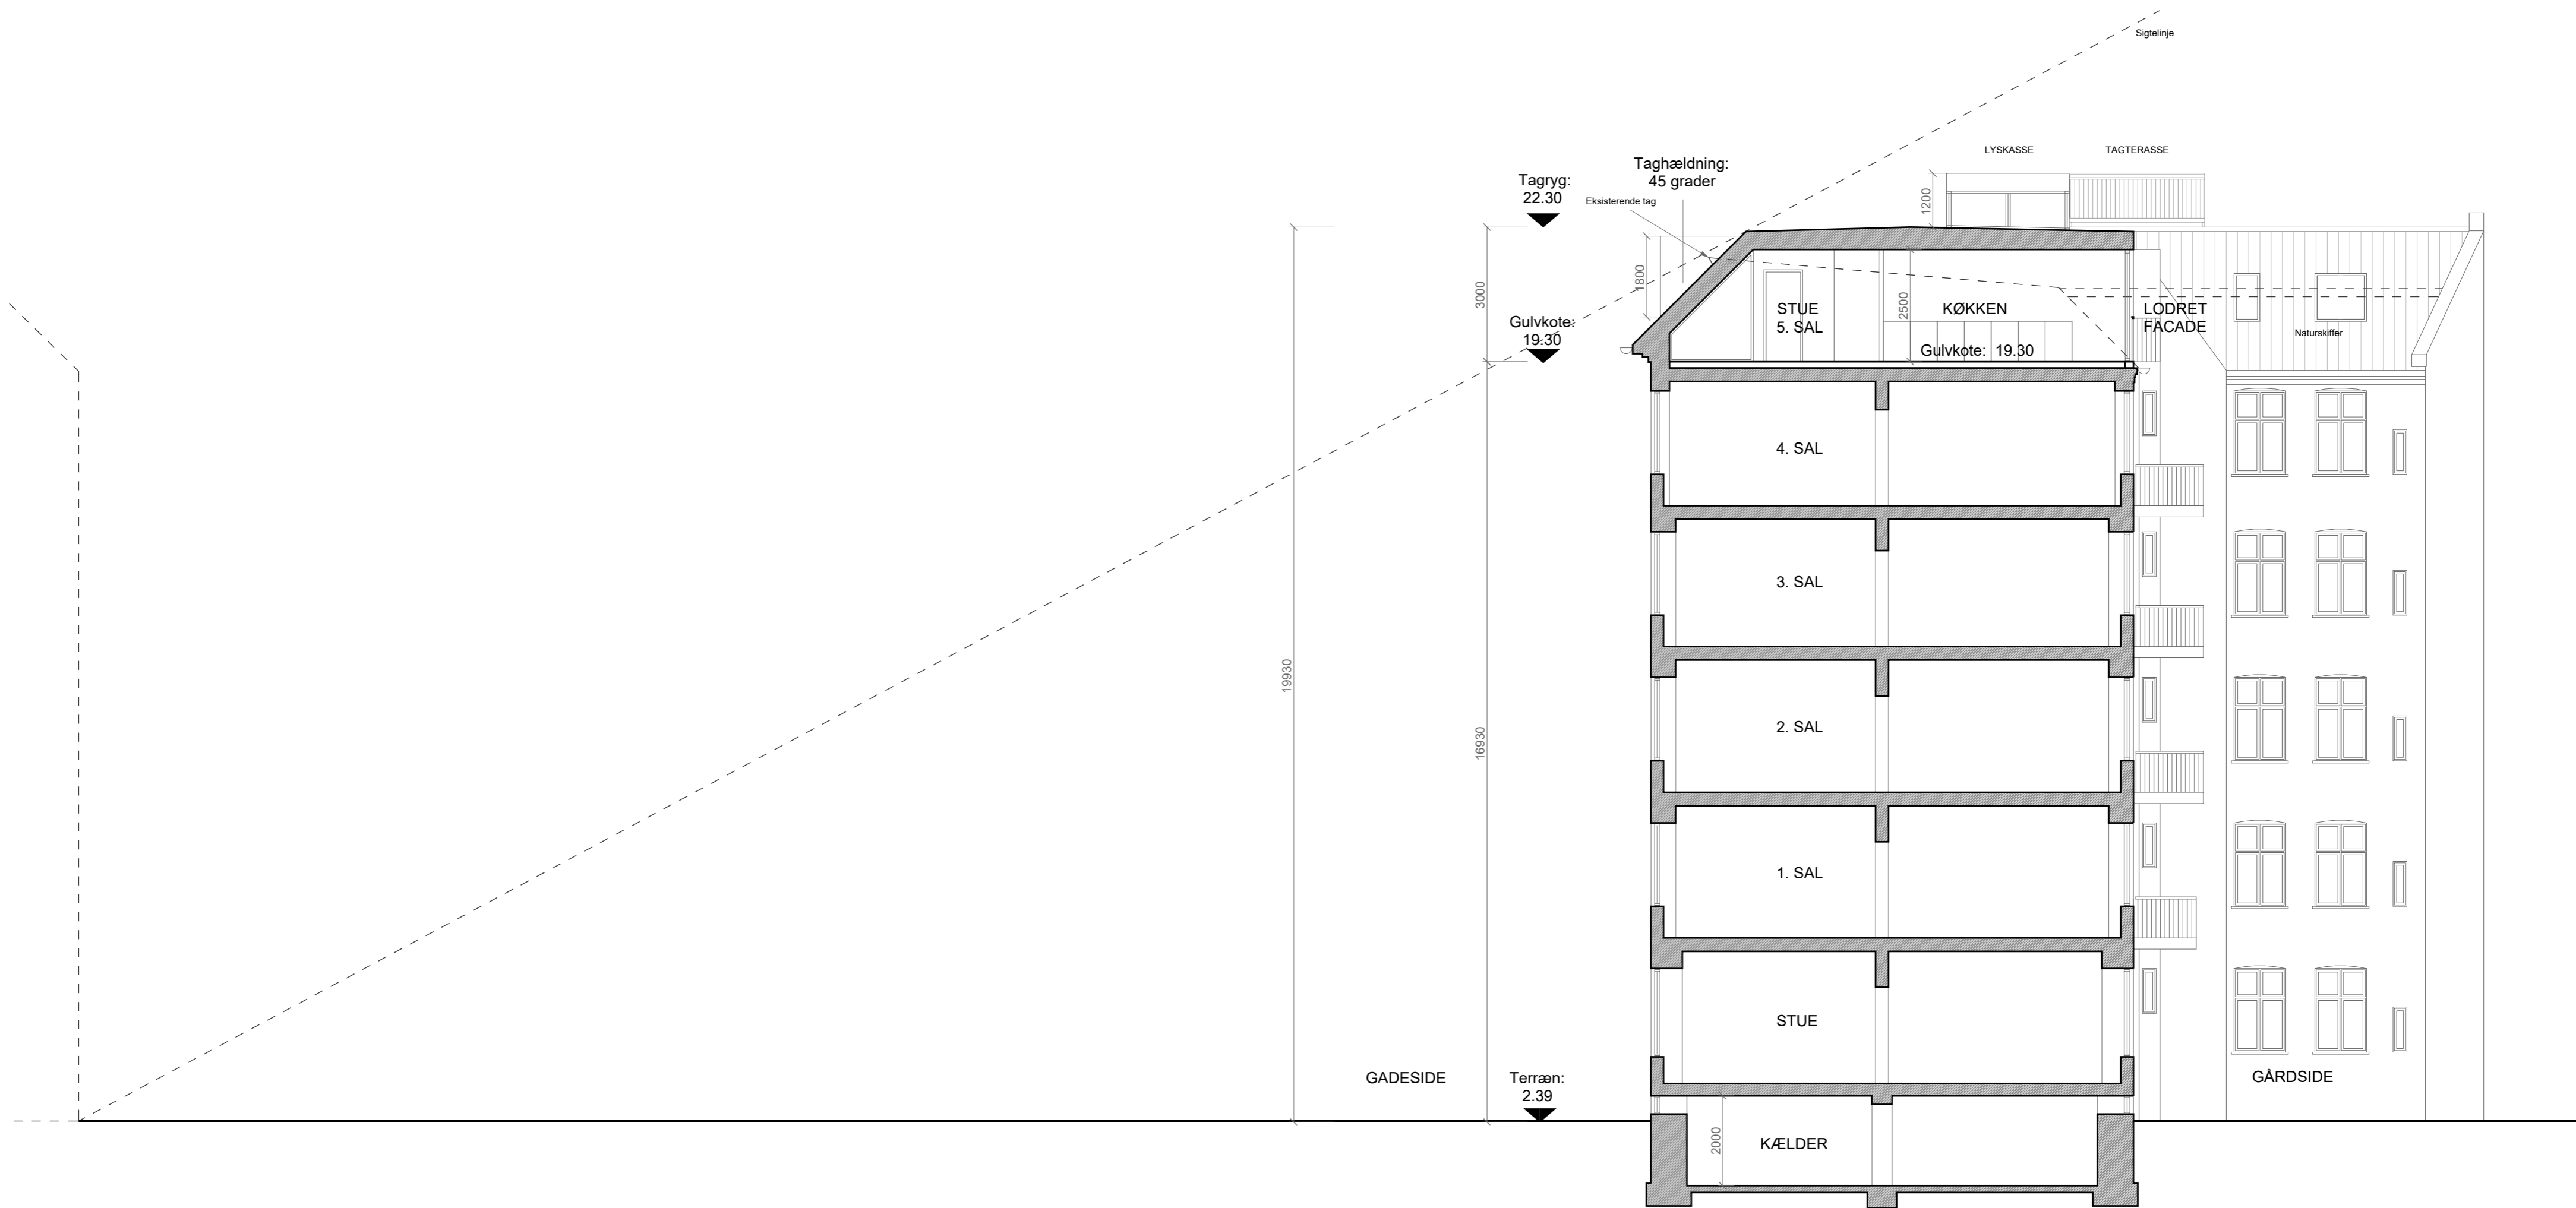 Sigtelinje
LYSKASSE
TAGTERASSE
Taghældning:
45 grader
Tagryg:
22.30
Eksisterende tag
1200
1800
3000
2500
STUE
5. SAL
KØKKEN
LODRET
FACADE
Gulvkote:
19.30
Naturskiffer
Gulvkote: 19.30
4. SAL
3. SAL
19930
2. SAL
16930
1. SAL
STUE
GADESIDE
Terræn:
2.39
GÅRDSIDE
2000
KÆLDER